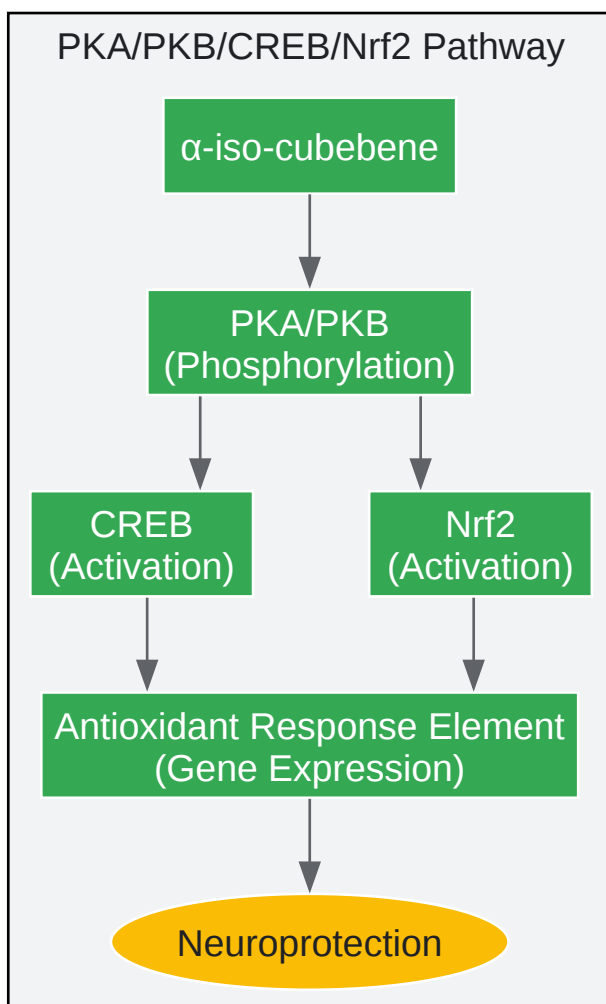 PKA/PKB/CREB/Nrf2 Pathway
α-iso-cubebene
PKA/PKB
(Phosphorylation)
CREB
(Activation)
Nrf2
(Activation)
Antioxidant Response Element
(Gene Expression)
Neuroprotection